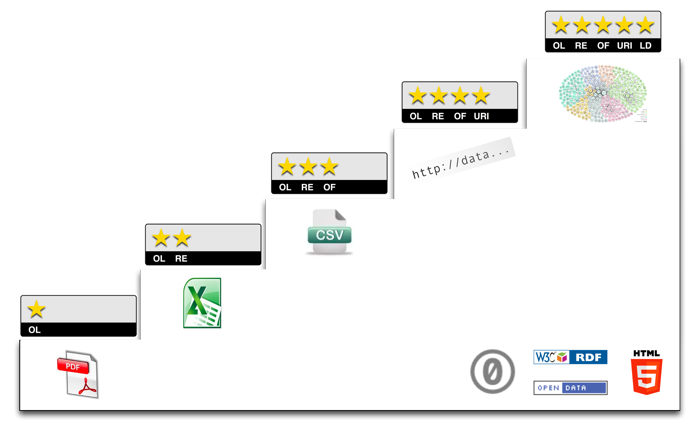 OL RE OF URI LD
OL RE OF URI
http://data...
OL RE OF
CSV
OL RE
X
OL
PDF
0
W3C RDF
OPEN DATA
HTML
5